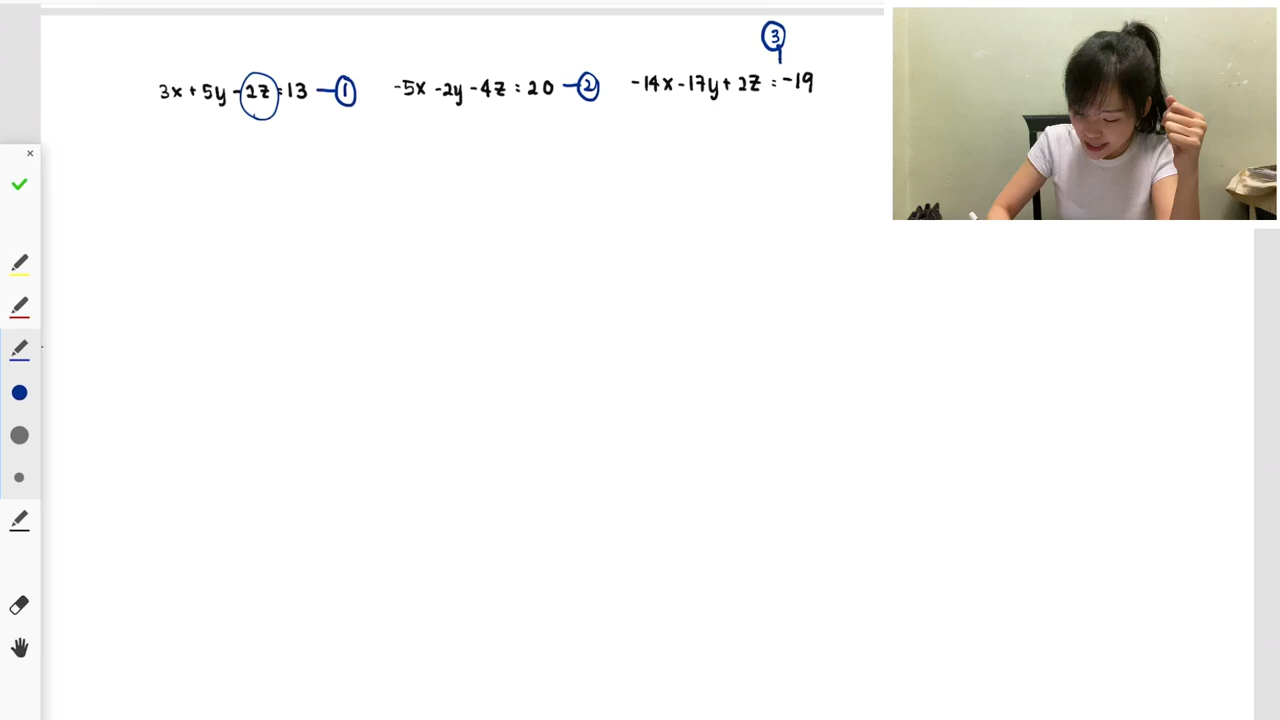 3x + 5y - 2z = 13 — 1
-5x - 2y - 4z = 20 — 2
-14x - 17y + 2z = -19
3